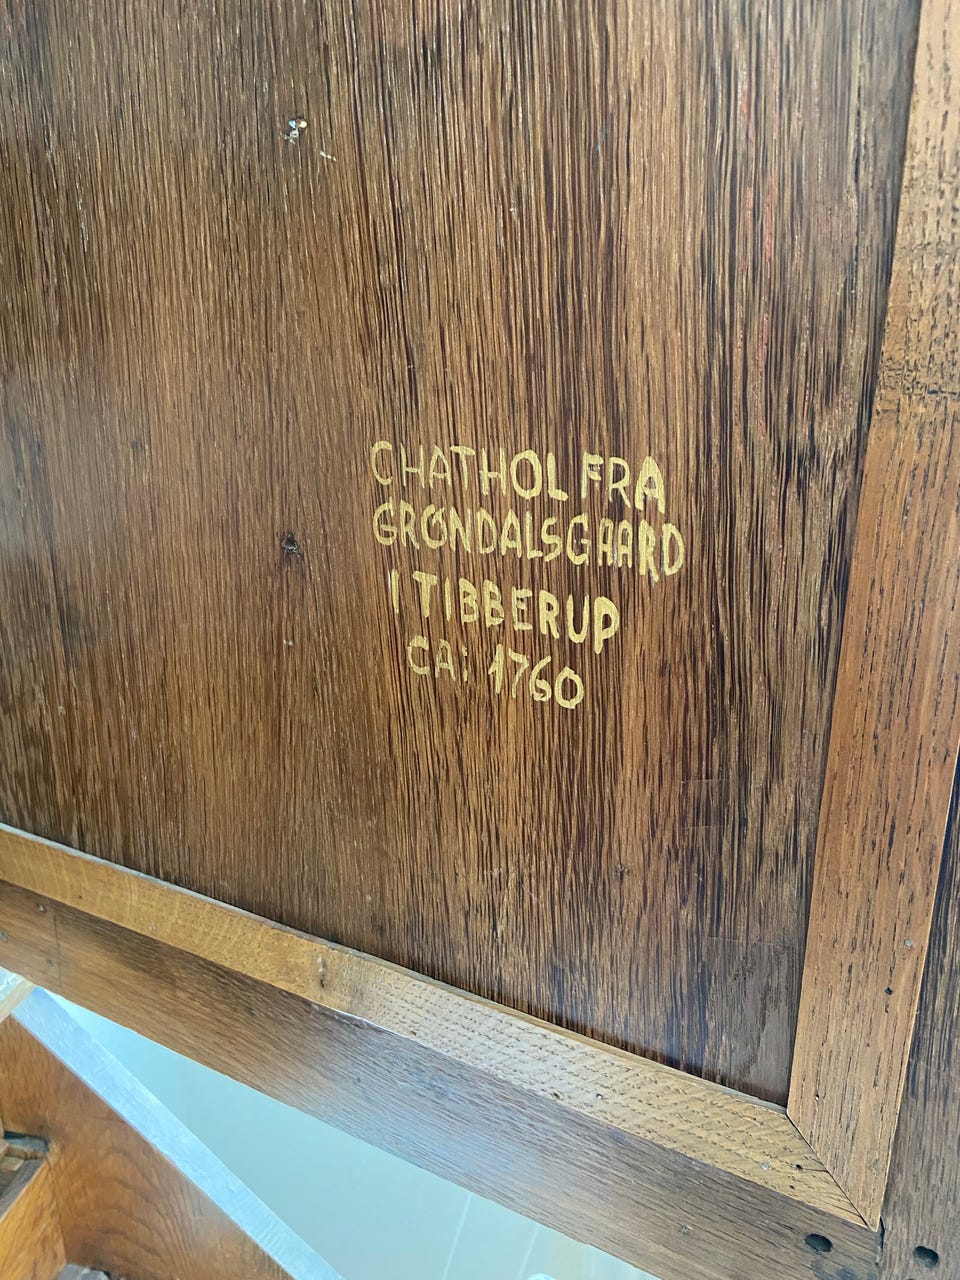 CHATHOL FRA
GRØNDALSGAARD
I TIBBERUP
CA: 1760